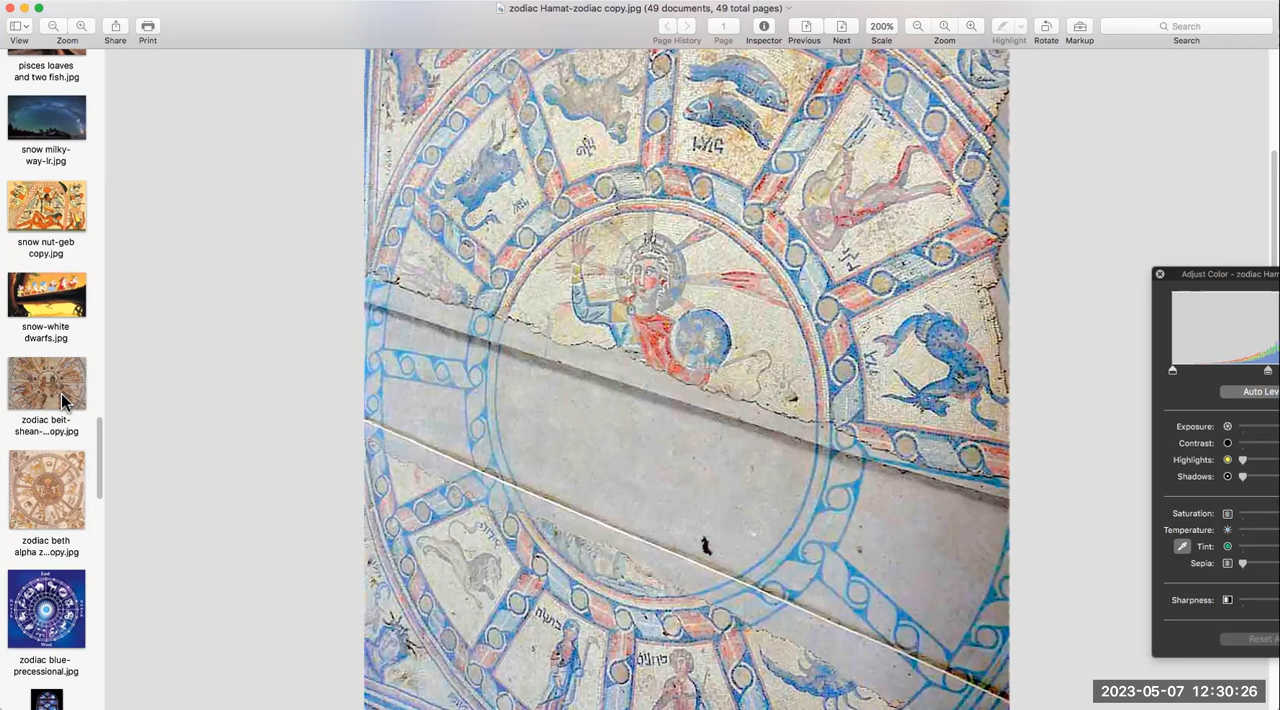 zodiac Hamat-zodiac copy.jpg (49 documents, 49 total pages)
View
Zoom
Share
Print
Page History
1
Page
Inspector
Previous
Next
200%
Scale
Zoom
Highlight
Rotate
Markup
Search
Search
pisces loaves
and two fish.jpg
snow milky-
way-lr.jpg
snow nut-geb
copy.jpg
snow-white
dwarfs.jpg
zodiac beit-
shean-...opy.jpg
zodiac beth
alpha z...opy.jpg
zodiac blue-
precessional.jpg
Adjust Color - zodiac Ham
Auto Lev
Exposure:
Contrast:
Highlights:
Shadows:
Saturation:
Temperature:
Tint:
Sepia:
Sharpness:
Reset A
2023-05-07 12:30:26